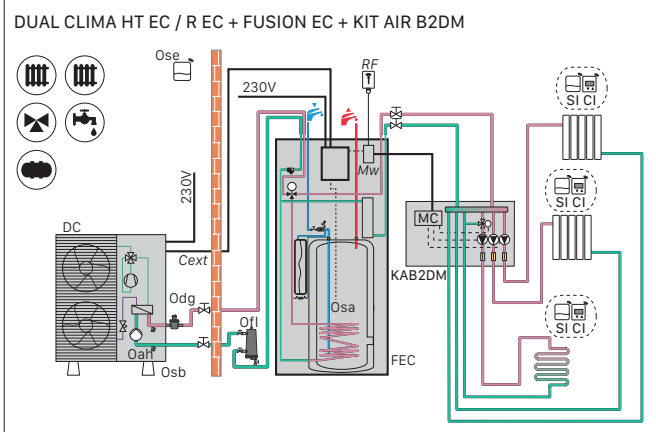 DUAL CLIMA HT EC / R EC + FUSION EC + KIT AIR B2DM
Ose
RF
230V
SI CI
Mw
230V
SI CI
DC
MC
Cext
KAB2DM
Odg
Osa
Ofl
SI CI
Oah
FEC
Osb